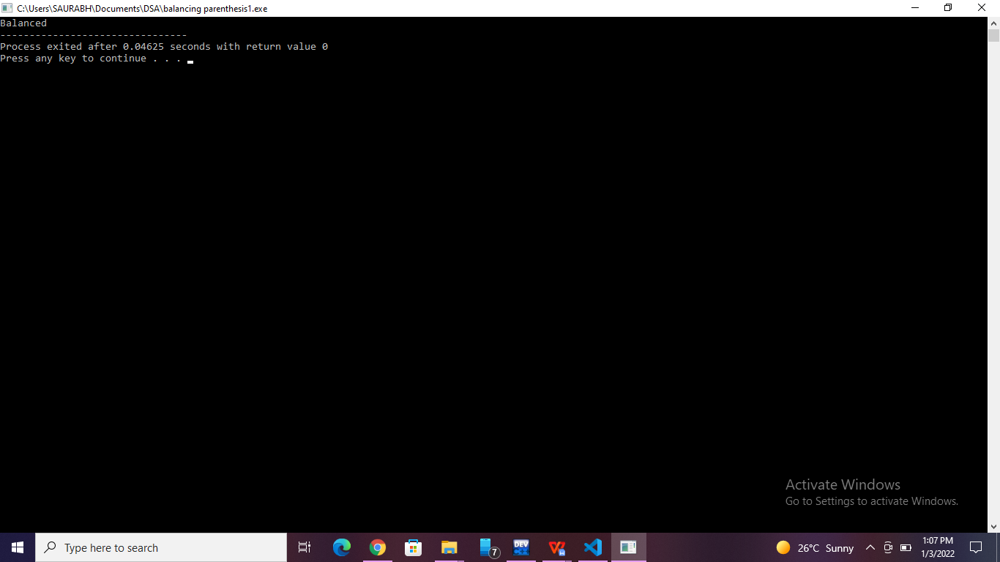 C:\Users\SAURABH\Documents\DSA\balancing parenthesis1.exe
Balanced
--------------------------------
Process exited after 0.04625 seconds with return value 0
Press any key to continue . . .
Activate Windows
Go to Settings to activate Windows.
Type here to search
7
DEV
W
26°C Sunny
1:07 PM
1/3/2022